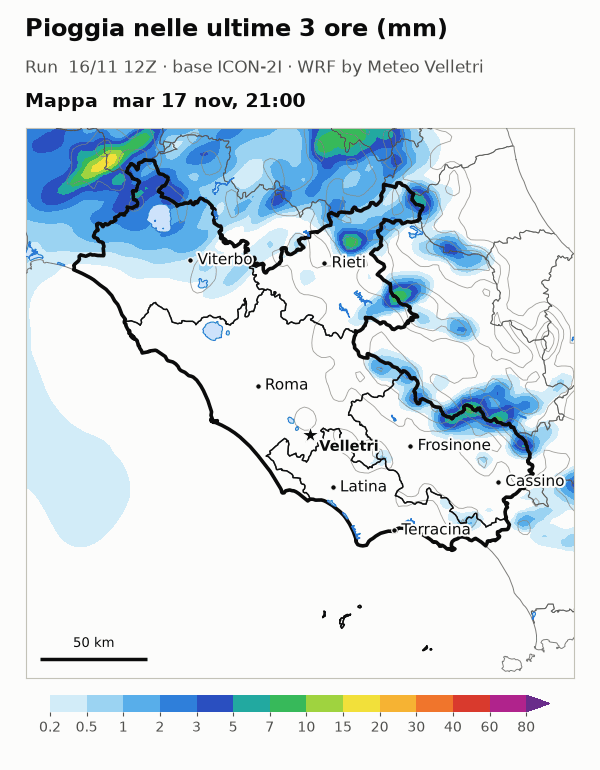 Pioggia nelle ultime 3 ore (mm)
Run  16/11 12Z · base ICON-2I · WRF by Meteo Velletri
Mappa  mar 17 nov, 21:00
Viterbo
Rieti
Roma
Velletri
Frosinone
Cassino
Latina
Terracina
50 km
0.2 0.5 1 2 3 5 7 10 15 20 30 40 60 80